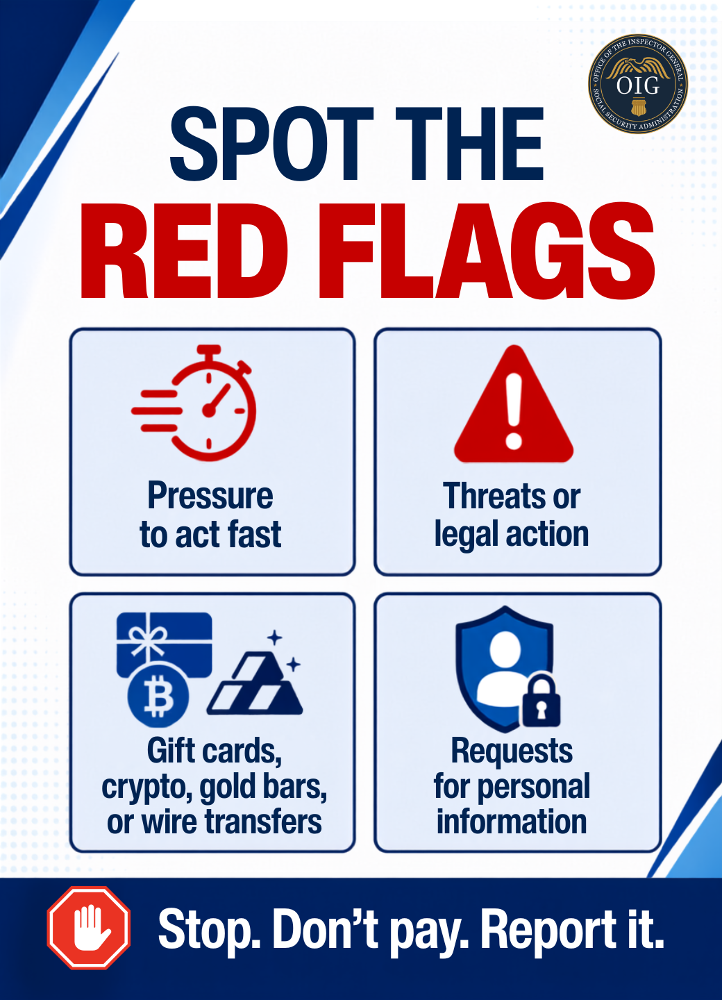 OFFICE OF THE INSPECTOR GENERAL
OIG
SOCIAL SECURITY ADMINISTRATION
SPOT THE
RED FLAGS
Pressure
to act fast
Threats or
legal action
Gift cards,
crypto, gold bars,
or wire transfers
Requests
for personal
information
Stop. Don’t pay. Report it.